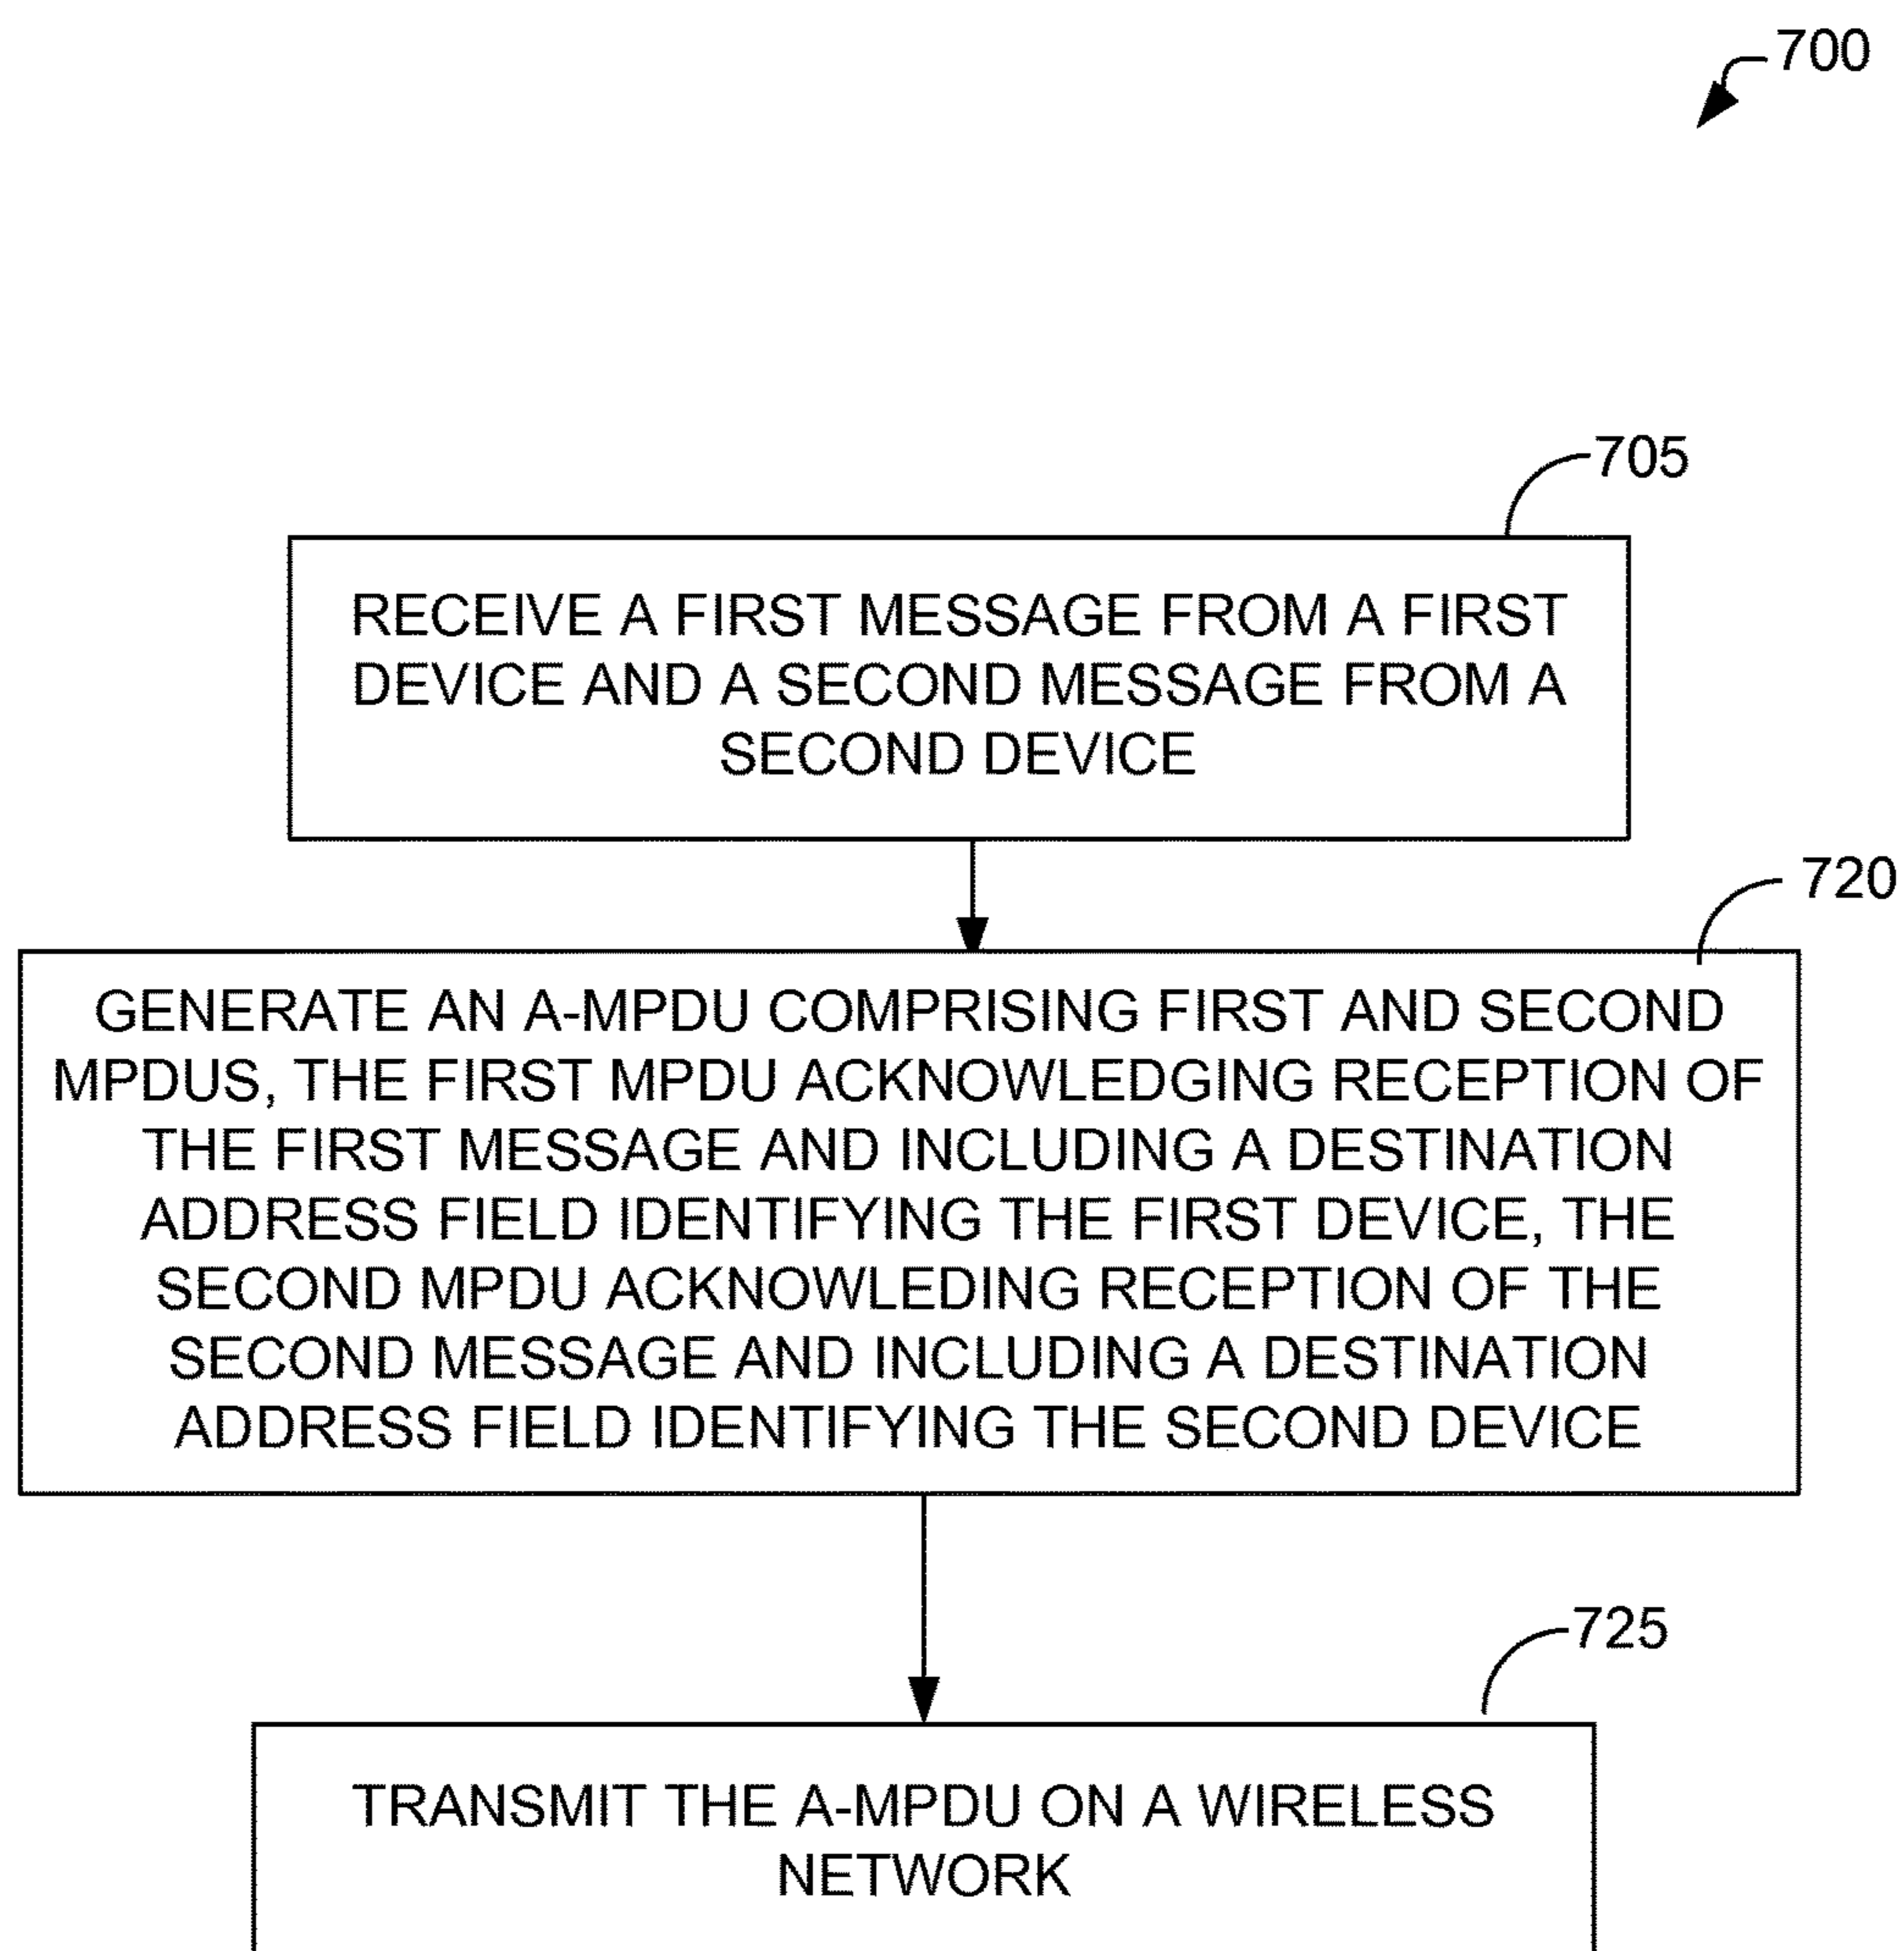 700
705
RECEIVE A FIRST MESSAGE FROM A FIRST
DEVICE AND A SECOND MESSAGE FROM A
SECOND DEVICE
720
GENERATE AN A-MPDU COMPRISING FIRST AND SECOND
MPDUS, THE FIRST MPDU ACKNOWLEDGING RECEPTION OF
THE FIRST MESSAGE AND INCLUDING A DESTINATION
ADDRESS FIELD IDENTIFYING THE FIRST DEVICE, THE
SECOND MPDU ACKNOWLEDING RECEPTION OF THE
SECOND MESSAGE AND INCLUDING A DESTINATION
ADDRESS FIELD IDENTIFYING THE SECOND DEVICE
725
TRANSMIT THE A-MPDU ON A WIRELESS
NETWORK